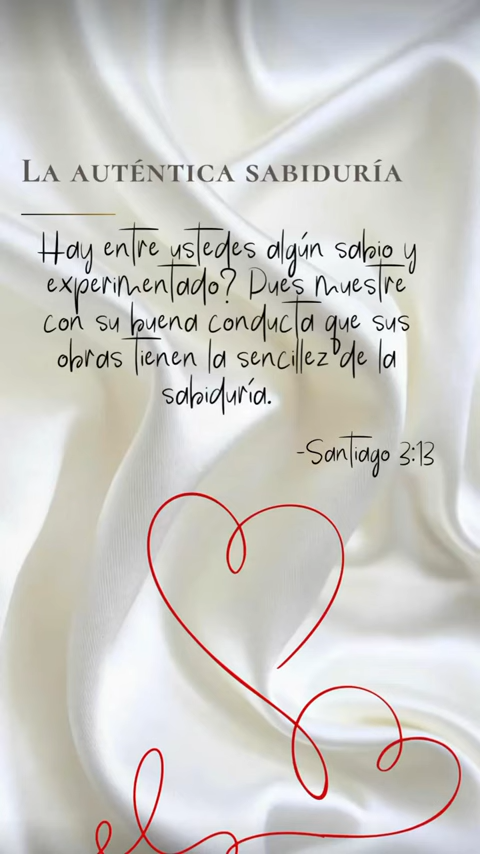 La auténtica sabiduría
Hay entre ustedes algún sabio y
experimentado? Pues muestre
con su buena conducta que sus
obras tienen la sencillez de la
sabiduría.
-Santiago 3:13